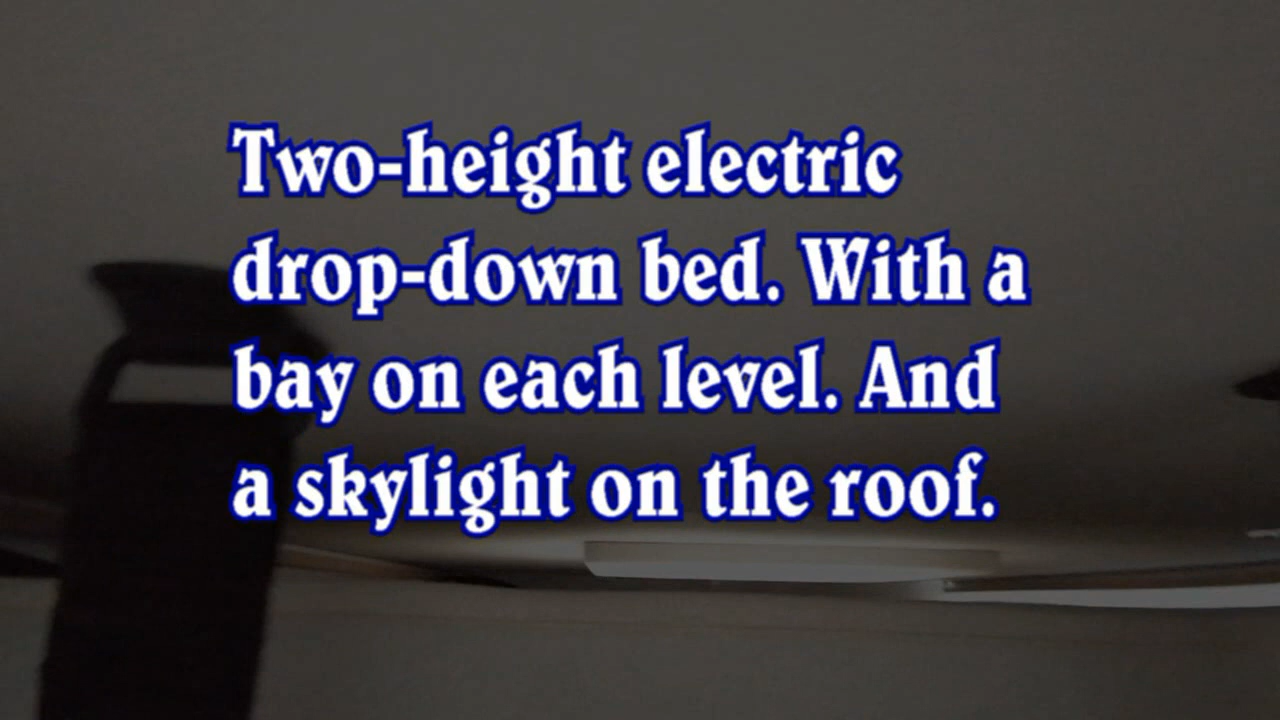 Two-height electric
drop-down bed. With a
bay on each level. And
a skylight on the roof.